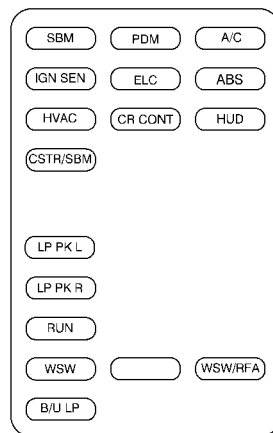 SBM PDM A/C
IGN SEN ELC ABS
HVAC CR CONT HUD
CSTR/SBM
LP PK L
LP PK R
RUN
WSW WSW/RFA
B/U LP